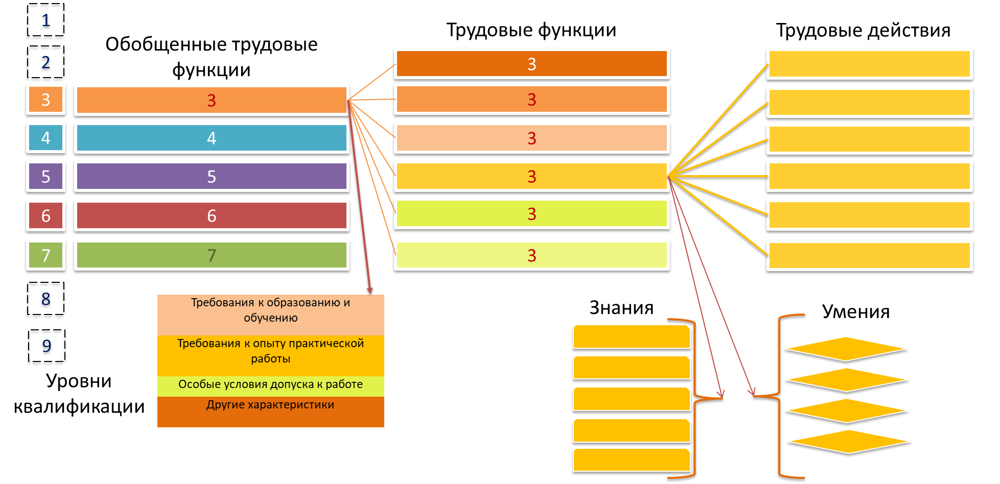 1
2
3
4
5
6
7
8
9
Уровни
квалификации
Обобщенные трудовые
функции
3
4
5
6
7
Требования к образованию и
обучению
Требования к опыту практической
работы
Особые условия допуска к работе
Другие характеристики
Трудовые функции
3
3
3
3
3
3
Трудовые действия
Знания
Умения